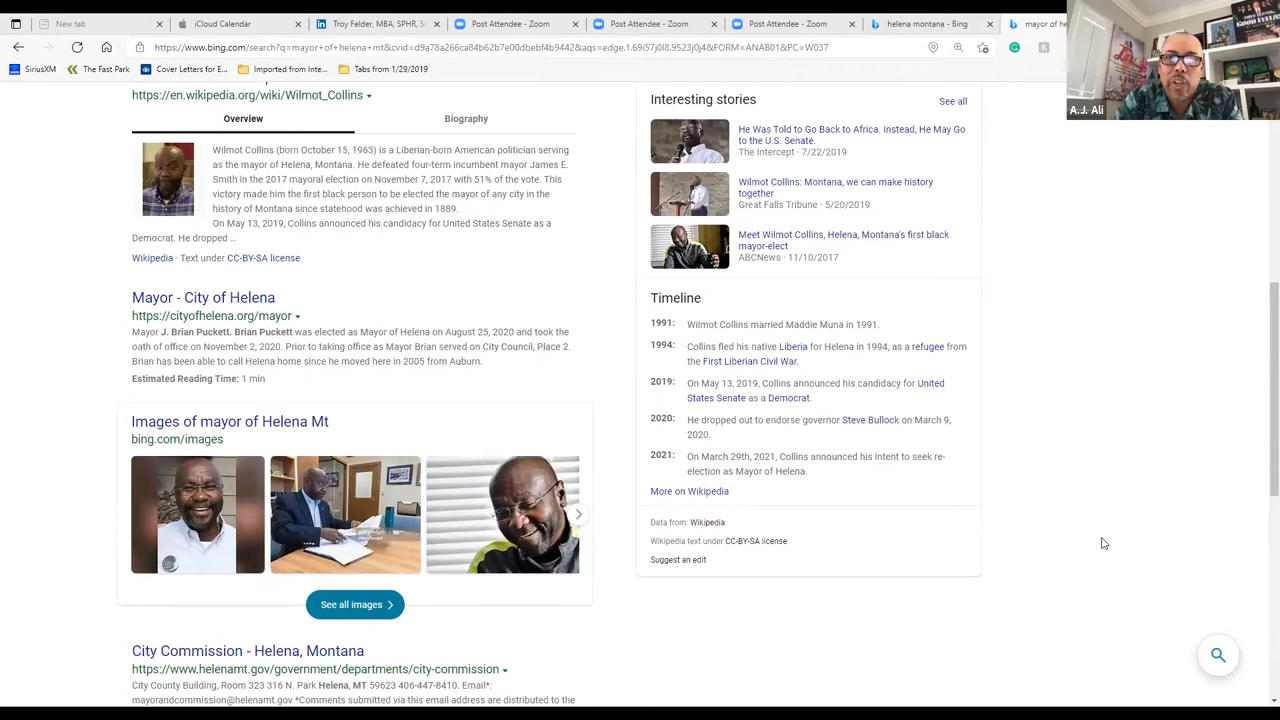 New tab
iCloud Calendar
Troy Felder, MBA, SPHR, S
Post Attendee - Zoom
Post Attendee - Zoom
Post Attendee - Zoom
helena montana - Bing
mayor of he
https://www.bing.com/search?q=mayor+of+helena+mt&cvid=d9a78a266ca84b62b7e00dbebf4b9442&aqs=edge.1.69i57j0l8.9523j0j4&FORM=ANAB01&PC=W037
SiriusXM
The Fast Park
Cover Letters for E...
Imported from Inte...
Tabs from 1/29/2019
A.J. Ali
https://en.wikipedia.org/wiki/Wilmot_Collins
Overview
Biography
Wilmot Collins (born October 15, 1963) is a Liberian-born American politician serving
as the mayor of Helena, Montana. He defeated four-term incumbent mayor James E.
Smith in the 2017 mayoral election on November 7, 2017 with 51% of the vote. This
victory made him the first black person to be elected the mayor of any city in the
history of Montana since statehood was achieved in 1889.
On May 13, 2019, Collins announced his candidacy for United States Senate as a
Democrat. He dropped …
Wikipedia · Text under CC-BY-SA license
Mayor - City of Helena
https://cityofhelena.org/mayor
Mayor J. Brian Puckett. Brian Puckett was elected as Mayor of Helena on August 25, 2020 and took the
oath of office on November 2, 2020. Prior to taking office as Mayor Brian served on City Council, Place 2.
Brian has been able to call Helena home since he moved here in 2005 from Auburn.
Estimated Reading Time: 1 min
Images of mayor of Helena Mt
bing.com/images
See all images
City Commission - Helena, Montana
https://www.helenamt.gov/government/departments/city-commission
City County Building, Room 323 316 N. Park Helena, MT 59623 406-447-8410. Email*:
mayorandcommission@helenamt.gov *Comments submitted via this email address are distributed to the
Interesting stories
See all
He Was Told to Go Back to Africa. Instead, He May Go
to the U.S. Senate.
The Intercept · 7/22/2019
Wilmot Collins: Montana, we can make history
together
Great Falls Tribune · 5/20/2019
Meet Wilmot Collins, Helena, Montana's first black
mayor-elect
ABCNews · 11/10/2017
Timeline
1991: Wilmot Collins married Maddie Muna in 1991.
1994: Collins fled his native Liberia for Helena in 1994, as a refugee from
the First Liberian Civil War.
2019: On May 13, 2019, Collins announced his candidacy for United
States Senate as a Democrat.
2020: He dropped out to endorse governor Steve Bullock on March 9,
2020.
2021: On March 29th, 2021, Collins announced his intent to seek re-
election as Mayor of Helena.
More on Wikipedia
Data from: Wikipedia
Wikipedia text under CC-BY-SA license
Suggest an edit